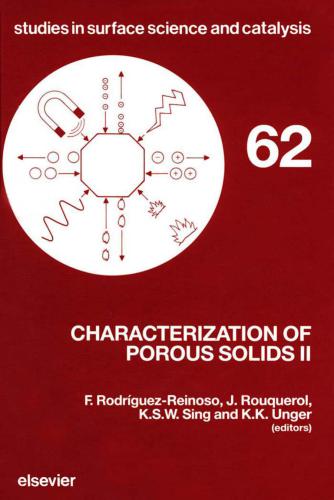 studies in surface science and catalysis
62
CHARACTERIZATION OF
POROUS SOLIDS II
F. Rodríguez-Reinoso, J. Rouquerol,
K.S.W. Sing and K.K. Unger
(editors)
elsevier